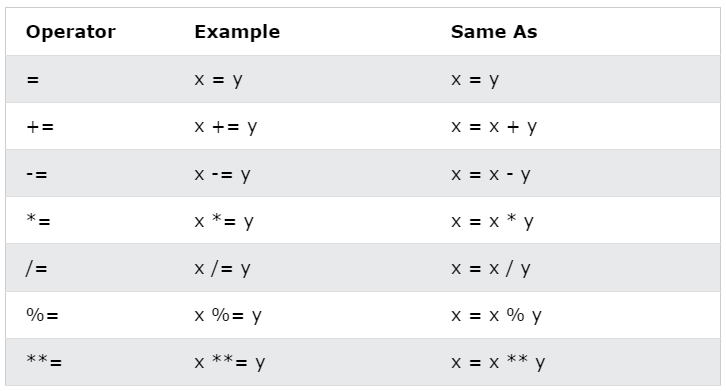 Operator Example Same As
= x = y x = y
+= x += y x = x + y
-= x -= y x = x - y
*= x *= y x = x * y
/= x /= y x = x / y
%= x %= y x = x % y
**= x **= y x = x ** y